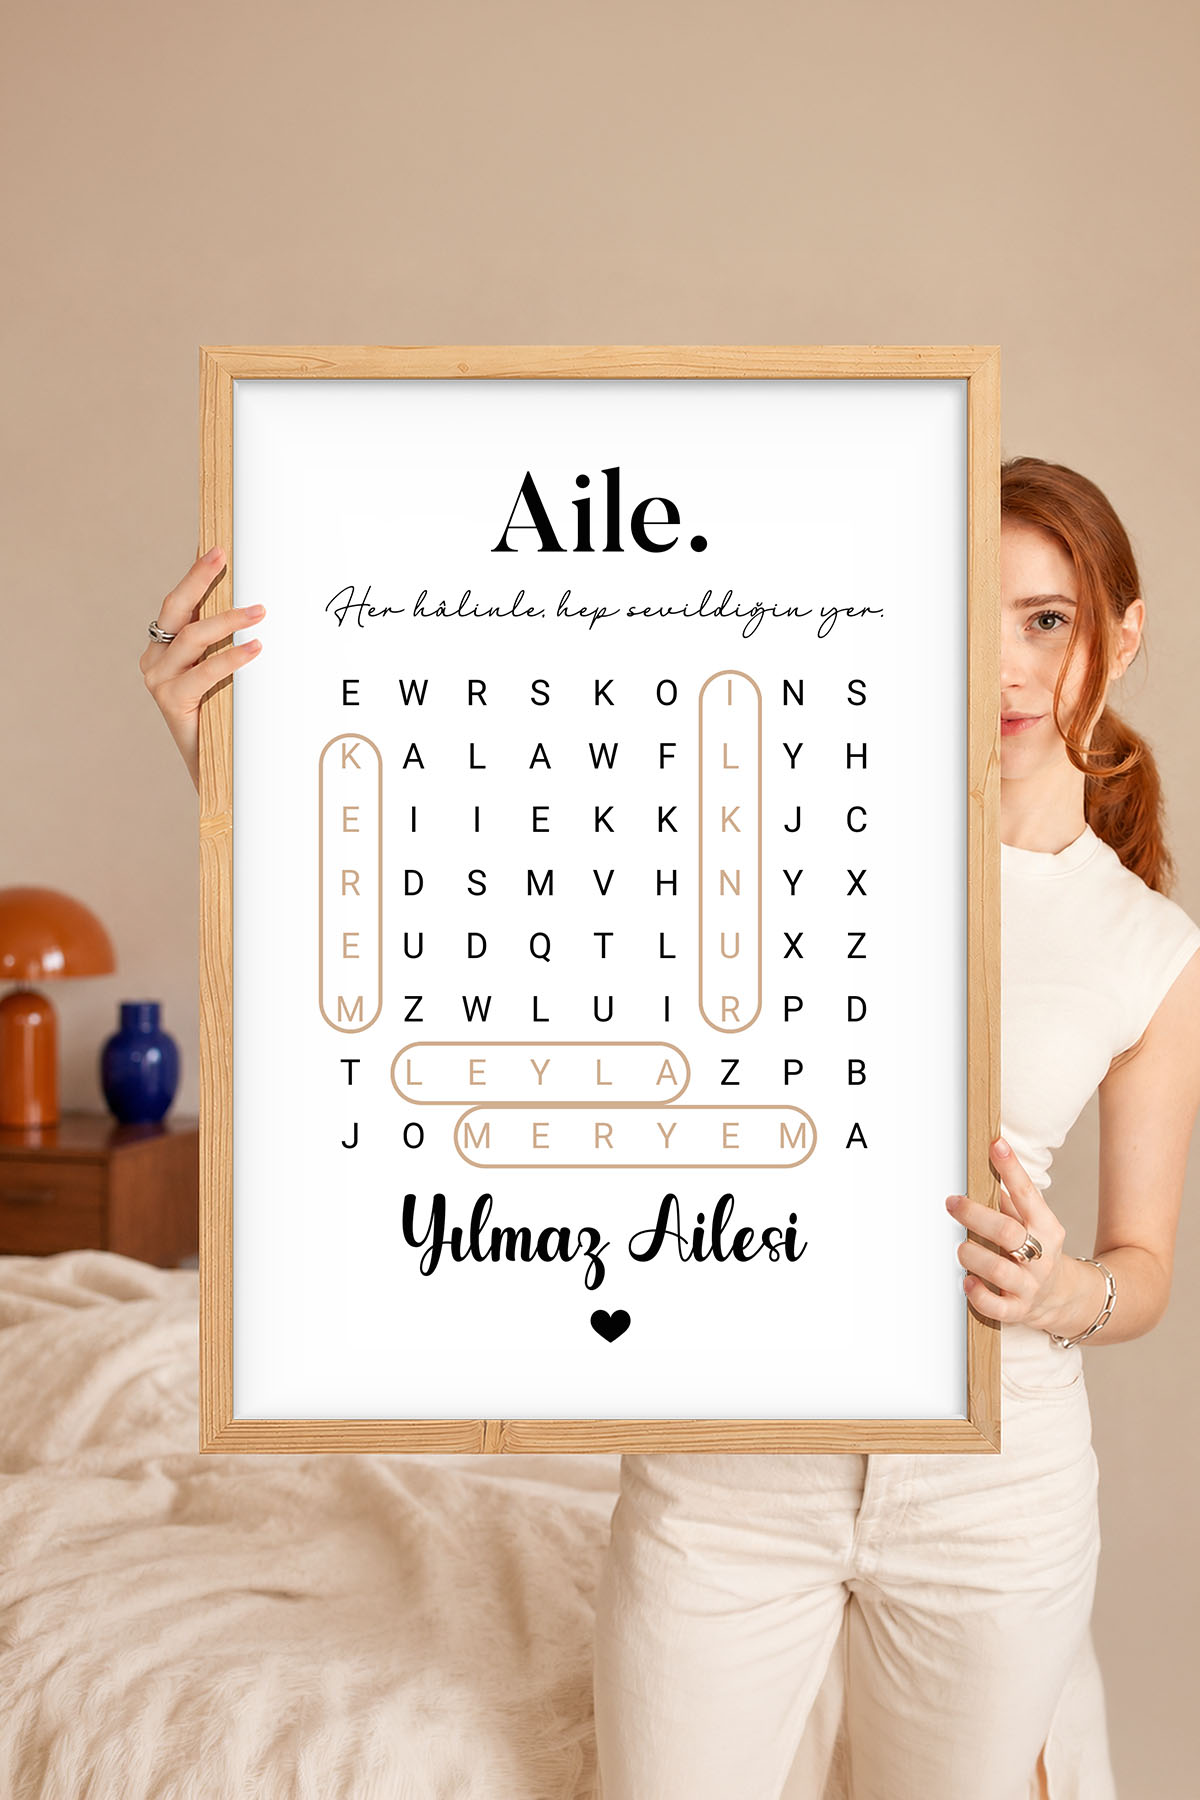 Aile.
Her hâlinle, hep sevildiğin yer.
E W R S K O I N S
K A L A W F L Y H
E I I E K K K J C
R D S M V H N Y X
E U D Q T L U X Z
M Z W L U I R P D
T L E Y L A Z P B
J O M E R Y E M A
Yılmaz Ailesi